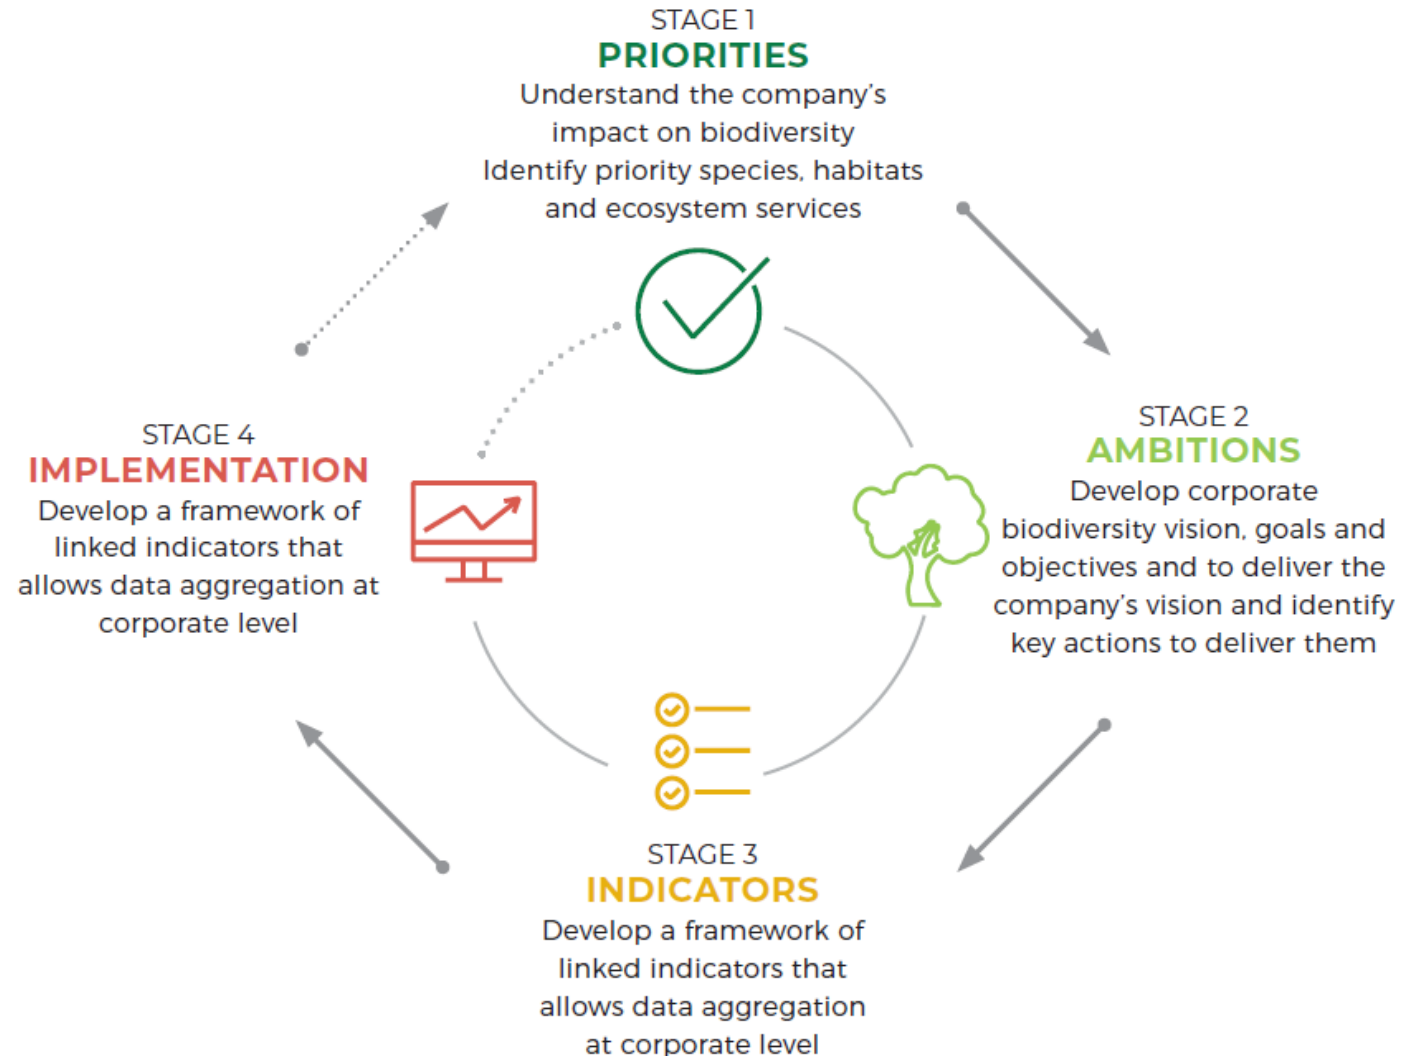 STAGE 1
PRIORITIES
Understand the company's
impact on biodiversity
Identify priority species, habitats
and ecosystem services
STAGE 2
AMBITIONS
Develop corporate
biodiversity vision, goals and
objectives and to deliver the
company's vision and identify
key actions to deliver them
STAGE 3
INDICATORS
Develop a framework of
linked indicators that
allows data aggregation
at corporate level
STAGE 4
IMPLEMENTATION
Develop a framework of
linked indicators that
allows data aggregation at
corporate level